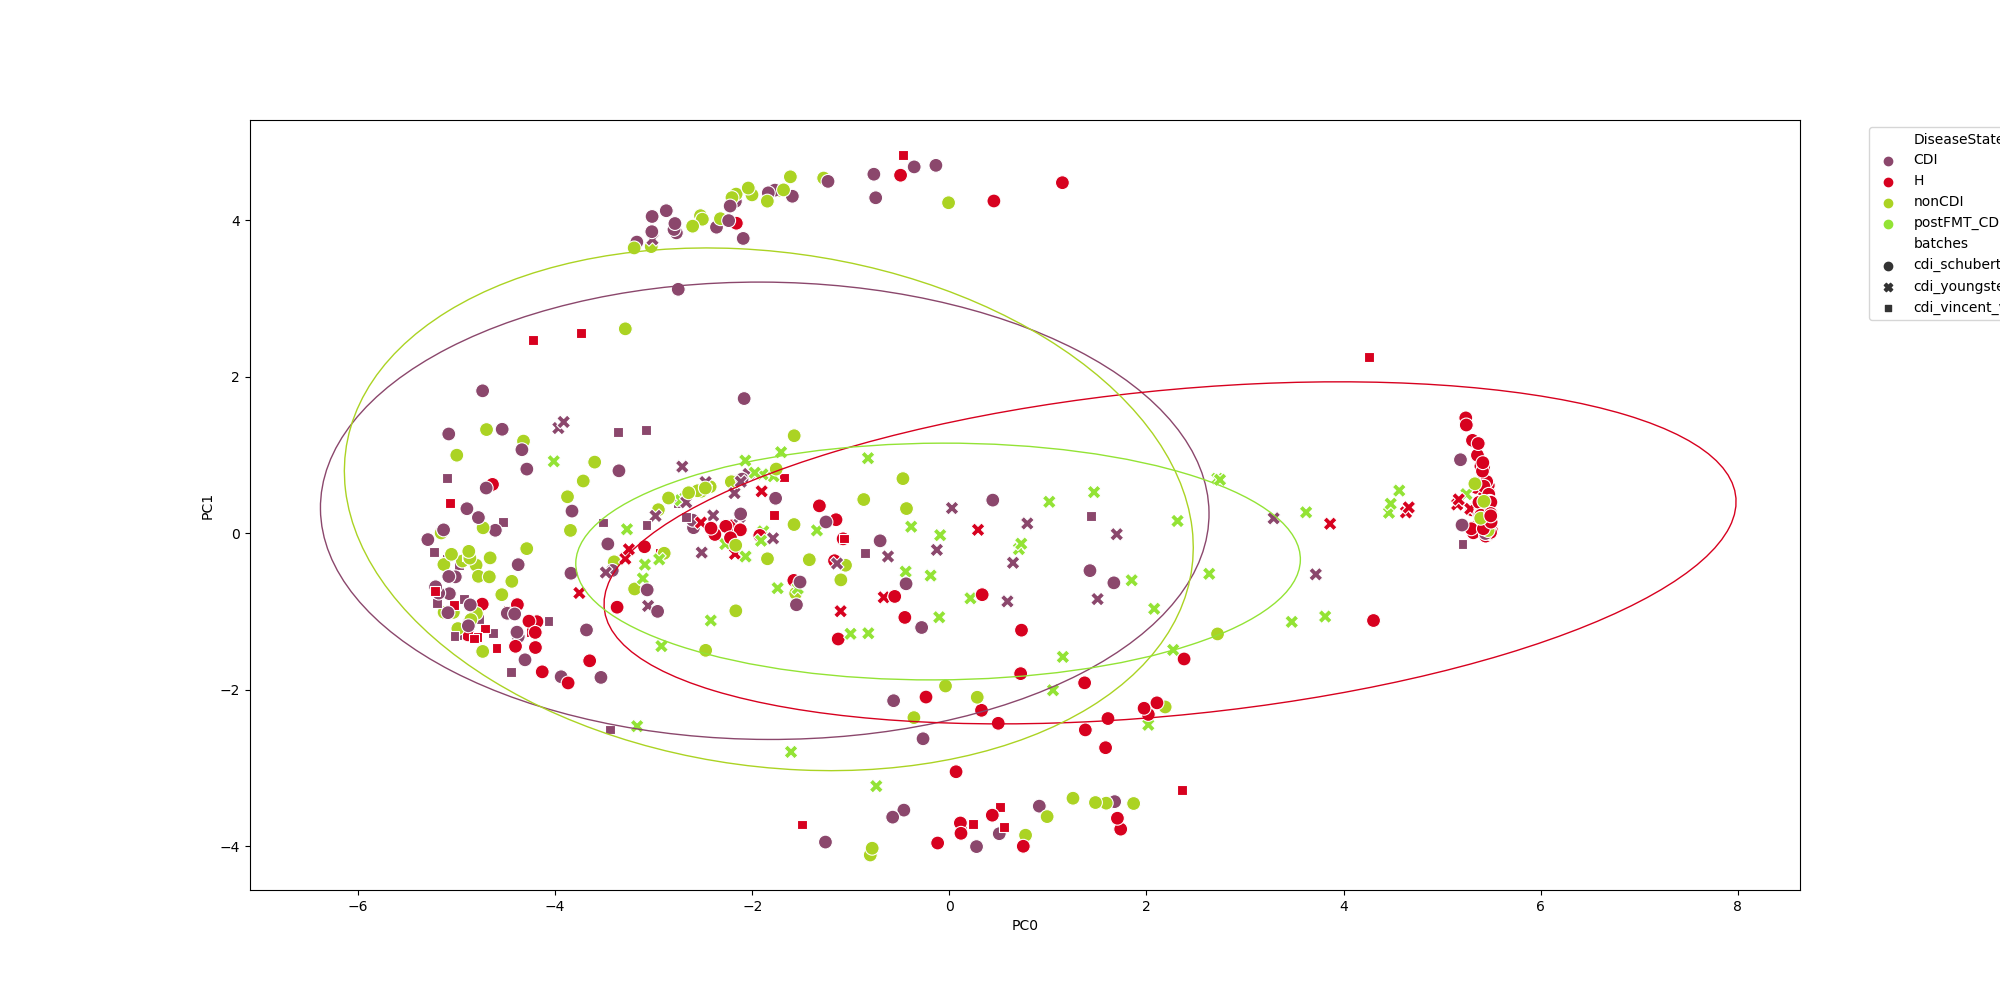 DiseaseState
CDI
H
nonCDI
postFMT_CD
batches
cdi_schubert
cdi_youngste
cdi_vincent_
PC1
4
2
0
−2
−4
−6
−4
−2
0
2
4
6
8
PC0